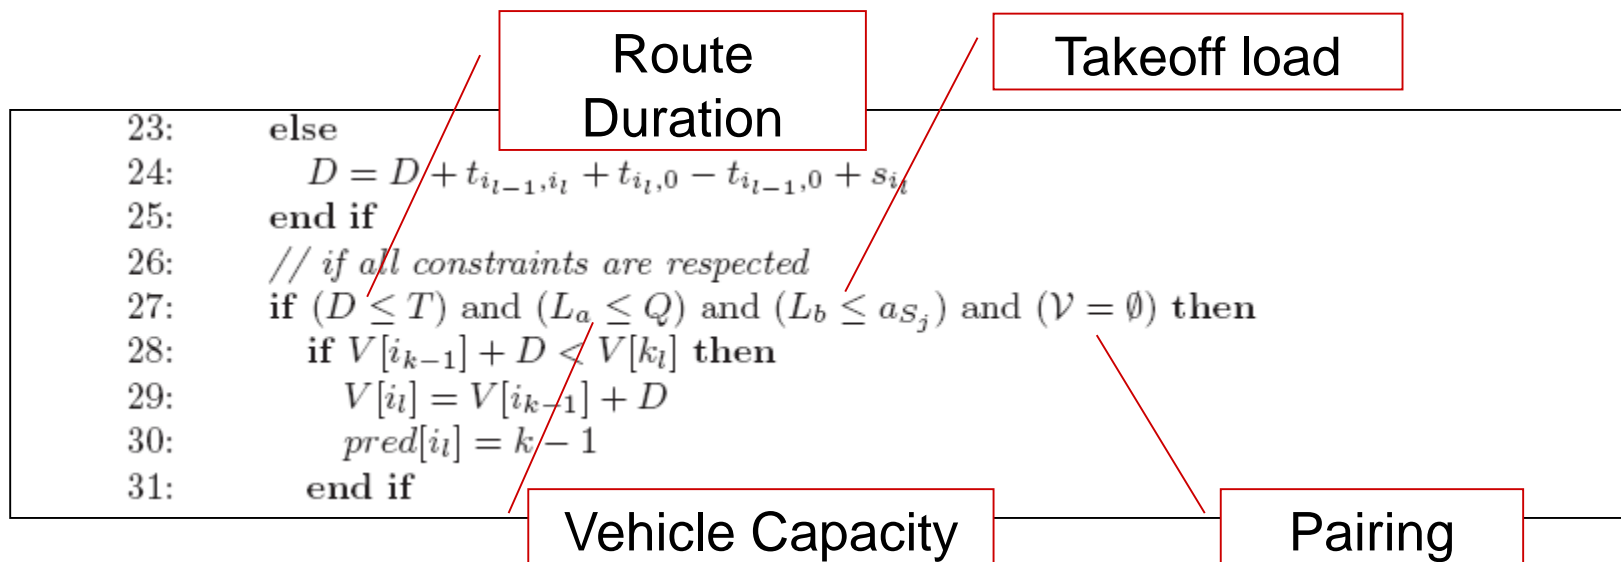 Route
Duration
Takeoff load
23: else
24: D = D + t_{i_{l-1},i_l} + t_{i_l,0} − t_{i_{l-1},0} + s_{i_l}
25: end if
26: // if all constraints are respected
27: if (D ≤ T) and (L_a ≤ Q) and (L_b ≤ a_{S_j}) and (𝒱 = ∅) then
28: if V[i_{k-1}] + D < V[k_l] then
29: V[i_l] = V[i_{k-1}] + D
30: pred[i_l] = k − 1
31: end if
Vehicle Capacity
Pairing